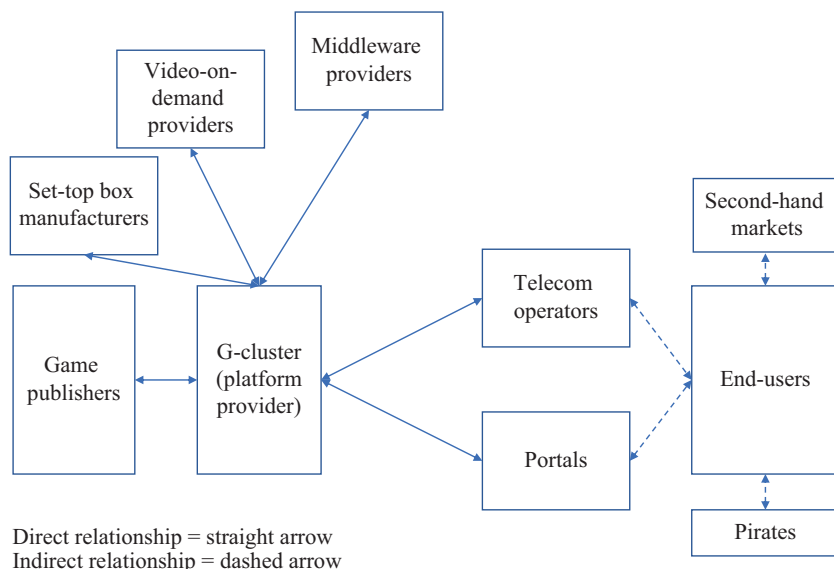 Middleware
providers
Video-on-
demand
providers
Set-top box
manufacturers
Second-hand
markets
Telecom
operators
Game
publishers
G-cluster
(platform
provider)
End-users
Portals
Pirates
Direct relationship = straight arrow
Indirect relationship = dashed arrow